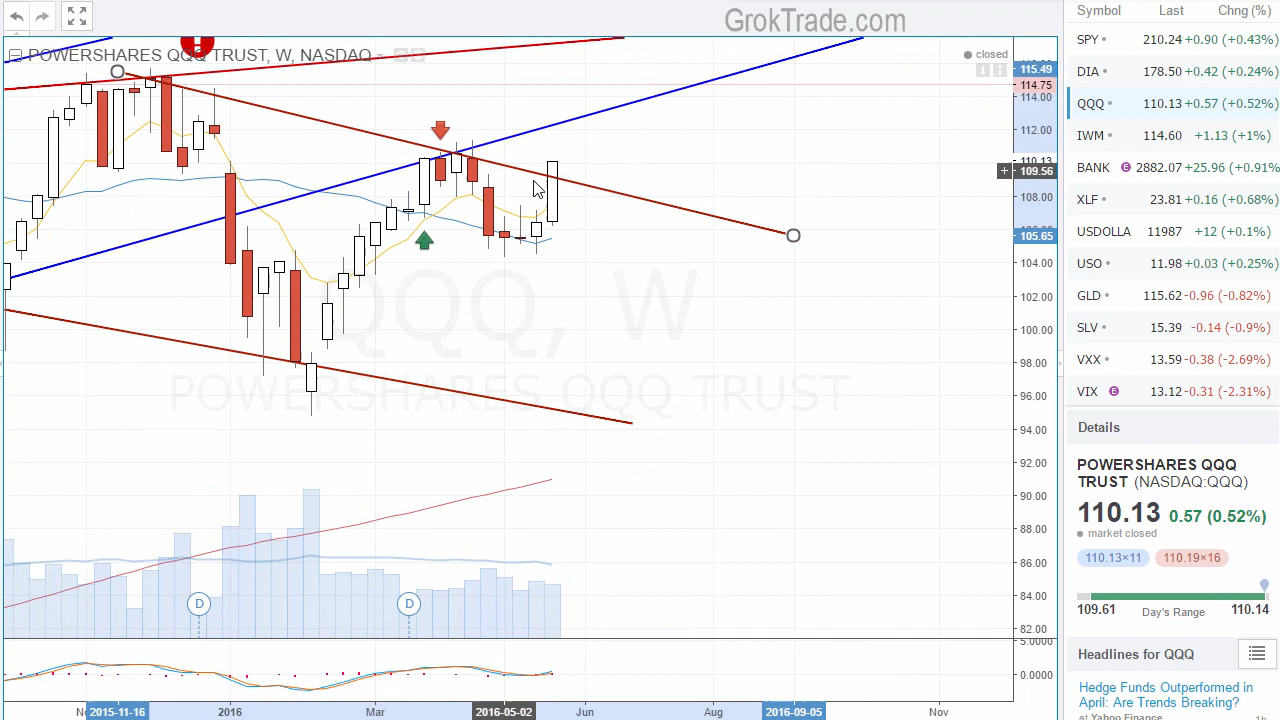 GrokTrade.com
POWERSHARES QQQ TRUST, W, NASDAQ
closed
115.49
114.75
114.00
112.00
110.13
109.56
108.00
105.65
104.00
102.00
100.00
98.00
96.00
94.00
92.00
90.00
88.00
86.00
84.00
82.00
5.0000
0.0000
QQQ, W
POWERSHARES QQQ TRUST
D D
2015-11-16 2016 Mar 2016-05-02 Jun Aug 2016-09-05 Nov
Symbol Last Chng (%)
SPY 210.24 +0.90 (+0.43%)
DIA 178.50 +0.42 (+0.24%)
QQQ 110.13 +0.57 (+0.52%)
IWM 114.60 +1.13 (+1%)
BANK E 2882.07 +25.96 (+0.91%
XLF 23.81 +0.16 (+0.68%)
USDOLLA 11987 +12 (+0.1%)
USO 11.98 +0.03 (+0.25%)
GLD 115.62 -0.96 (-0.82%)
SLV 15.39 -0.14 (-0.9%)
VXX 13.59 -0.38 (-2.69%)
VIX E 13.12 -0.31 (-2.31%)
Details
POWERSHARES QQQ
TRUST (NASDAQ:QQQ)
110.13 0.57 (0.52%)
market closed
110.13×11 110.19×16
109.61 Day's Range 110.14
Headlines for QQQ
Hedge Funds Outperformed in
April: Are Trends Breaking?
at Yahoo Finance